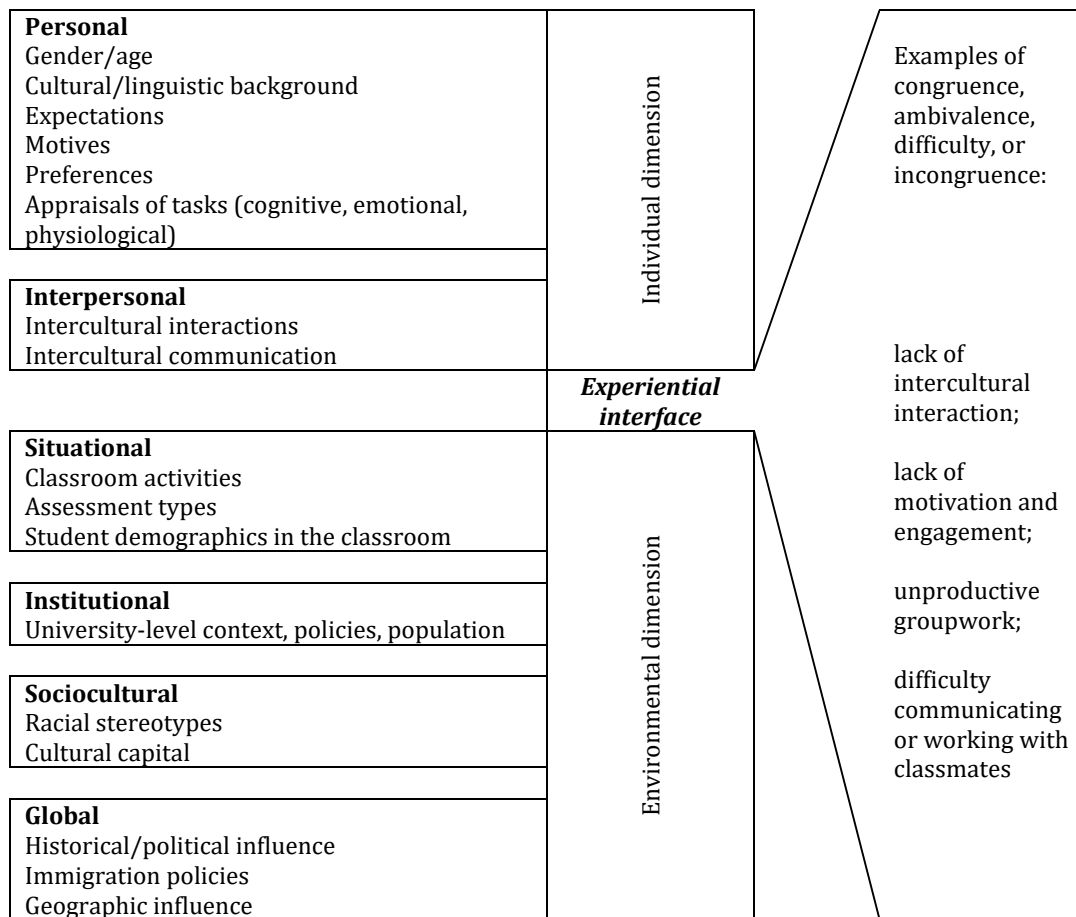 Personal
Gender/age
Cultural/linguistic background
Expectations
Motives
Preferences
Appraisals of tasks (cognitive, emotional,
physiological)
Interpersonal
Intercultural interactions
Intercultural communication
Individual dimension
Experiential
interface
Situational
Classroom activities
Assessment types
Student demographics in the classroom
Institutional
University-level context, policies, population
Sociocultural
Racial stereotypes
Cultural capital
Global
Historical/political influence
Immigration policies
Geographic influence
Environmental dimension
Examples of
congruence,
ambivalence,
difficulty, or
incongruence:
lack of
intercultural
interaction;
lack of
motivation and
engagement;
unproductive
groupwork;
difficulty
communicating
or working with
classmates